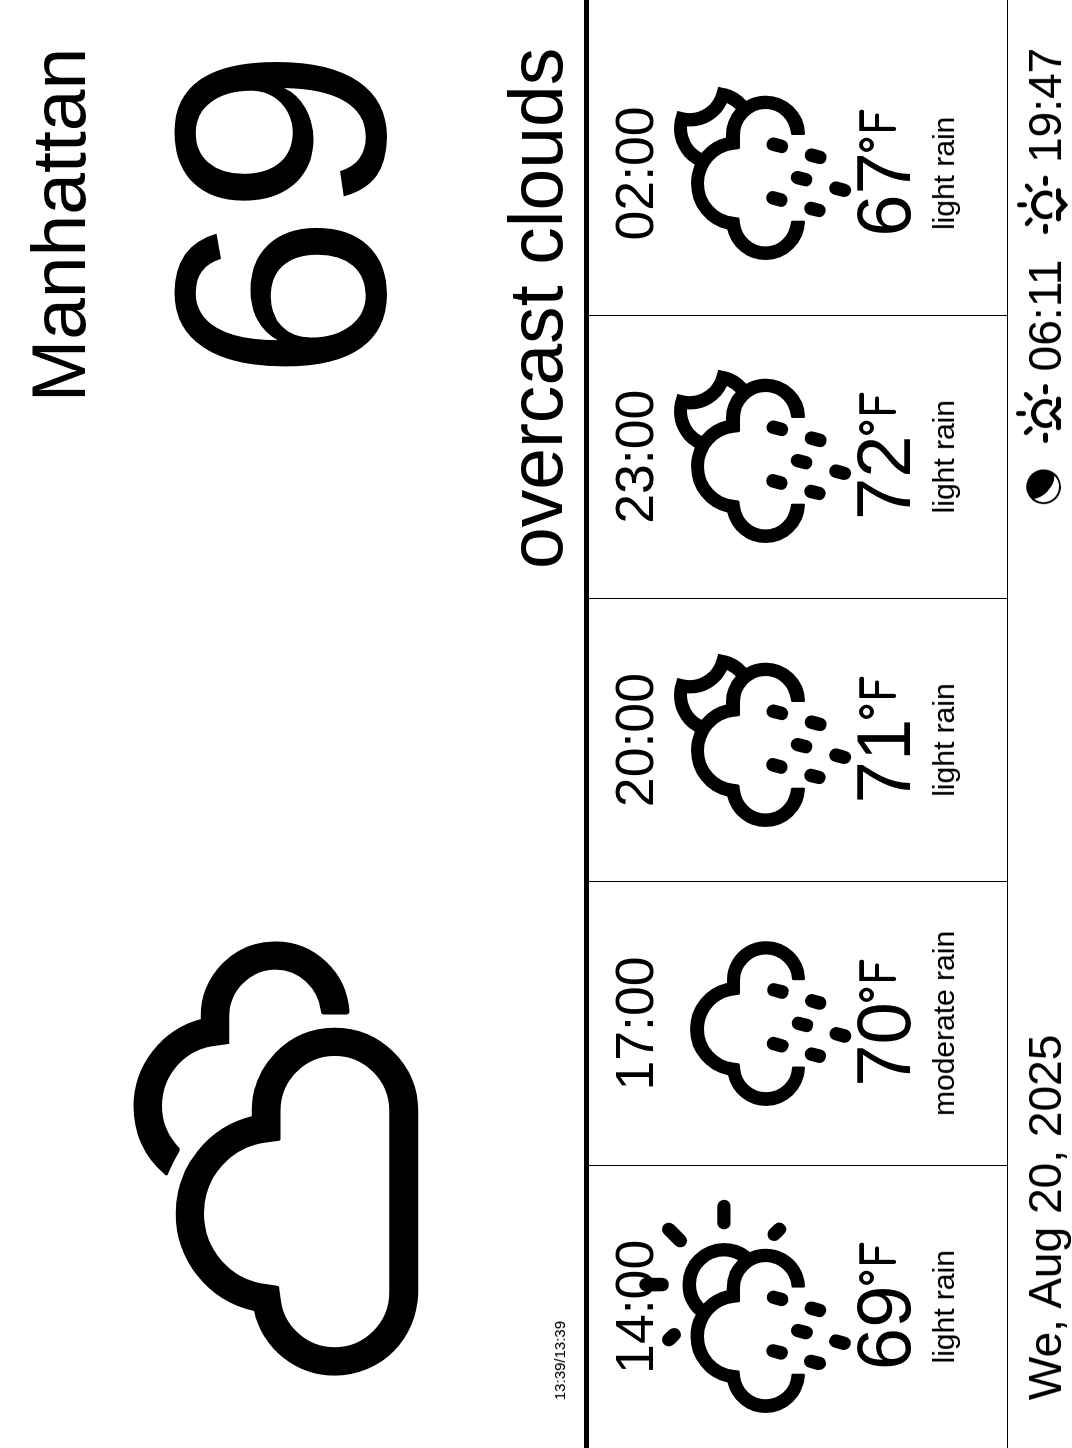 Manhattan
69
overcast clouds
13:39/13:39
14:00
69°F
light rain
17:00
70°F
moderate rain
20:00
71°F
light rain
23:00
72°F
light rain
02:00
67°F
light rain
We, Aug 20, 2025
06:11
19:47